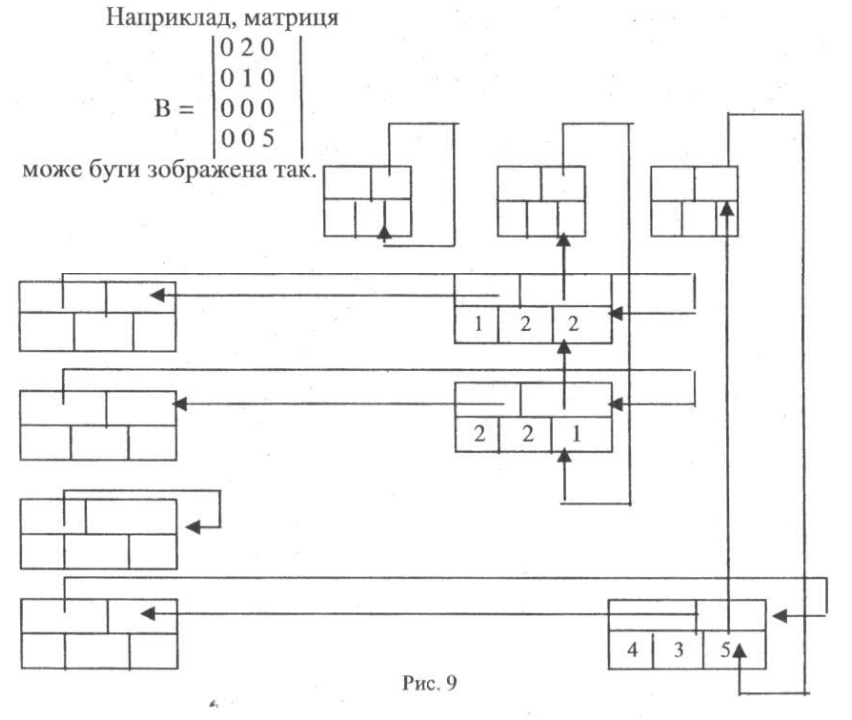 Наприклад, матриця
0 2 0
0 1 0
B = 0 0 0
0 0 5
може бути зображена так.
1 2 2
2 2 1
4 3 5
Рис. 9